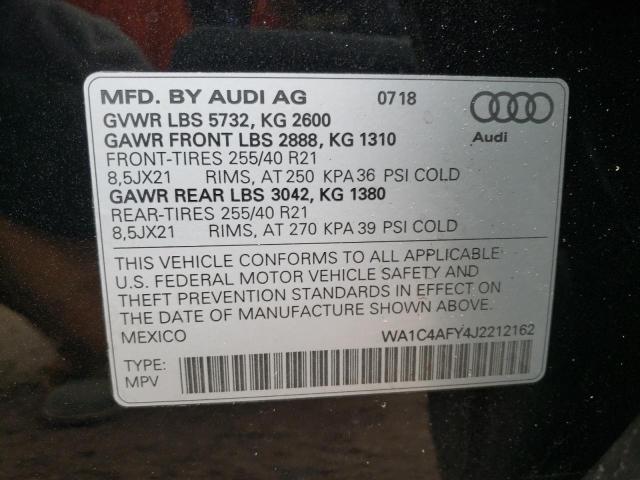 MFD. BY AUDI AG 07 18
GVWR LBS 5732, KG 2600
GAWR FRONT LBS 2888, KG 1310
FRONT-TIRES 255/40 R21
8,5JX21 RIMS, AT 250 KPA 36 PSI COLD
GAWR REAR LBS 3042, KG 1380
REAR-TIRES 255/40 R21
8,5JX21 RIMS, AT 270 KPA 39 PSI COLD
Audi
THIS VEHICLE CONFORMS TO ALL APPLICABLE
U.S. FEDERAL MOTOR VEHICLE SAFETY AND
THEFT PREVENTION STANDARDS IN EFFECT ON
THE DATE OF MANUFACTURE SHOWN ABOVE.
MEXICO WA1C4AFY4J2212162
TYPE:
MPV